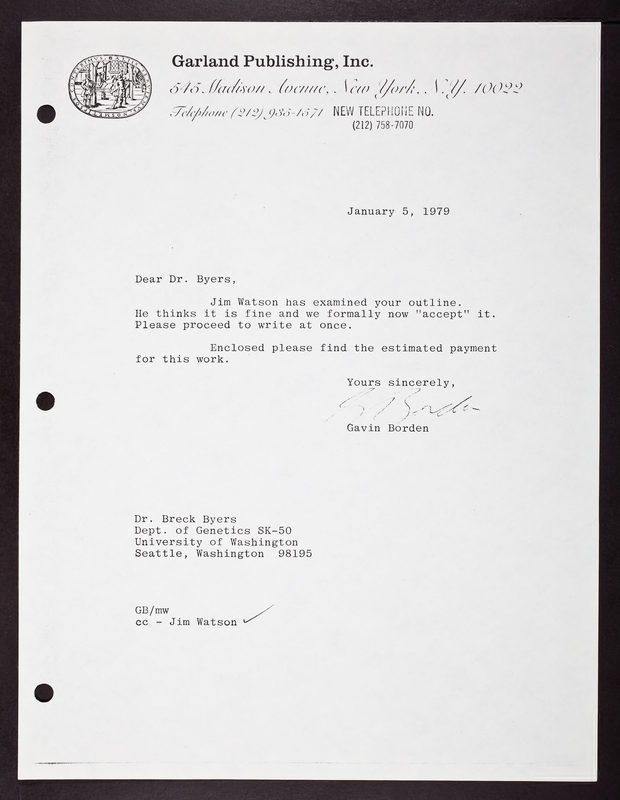 Garland Publishing, Inc.
545 Madison Avenue, New York, N.Y. 10022
Telephone (212) 935-1571 NEW TELEPHONE NO.
(212) 758-7070
January 5, 1979
Dear Dr. Byers,
Jim Watson has examined your outline.
He thinks it is fine and we formally now "accept" it.
Please proceed to write at once.
Enclosed please find the estimated payment
for this work.
Yours sincerely,
G Borden
Gavin Borden
Dr. Breck Byers
Dept. of Genetics SK-50
University of Washington
Seattle, Washington 98195
GB/mw
cc - Jim Watson ✓